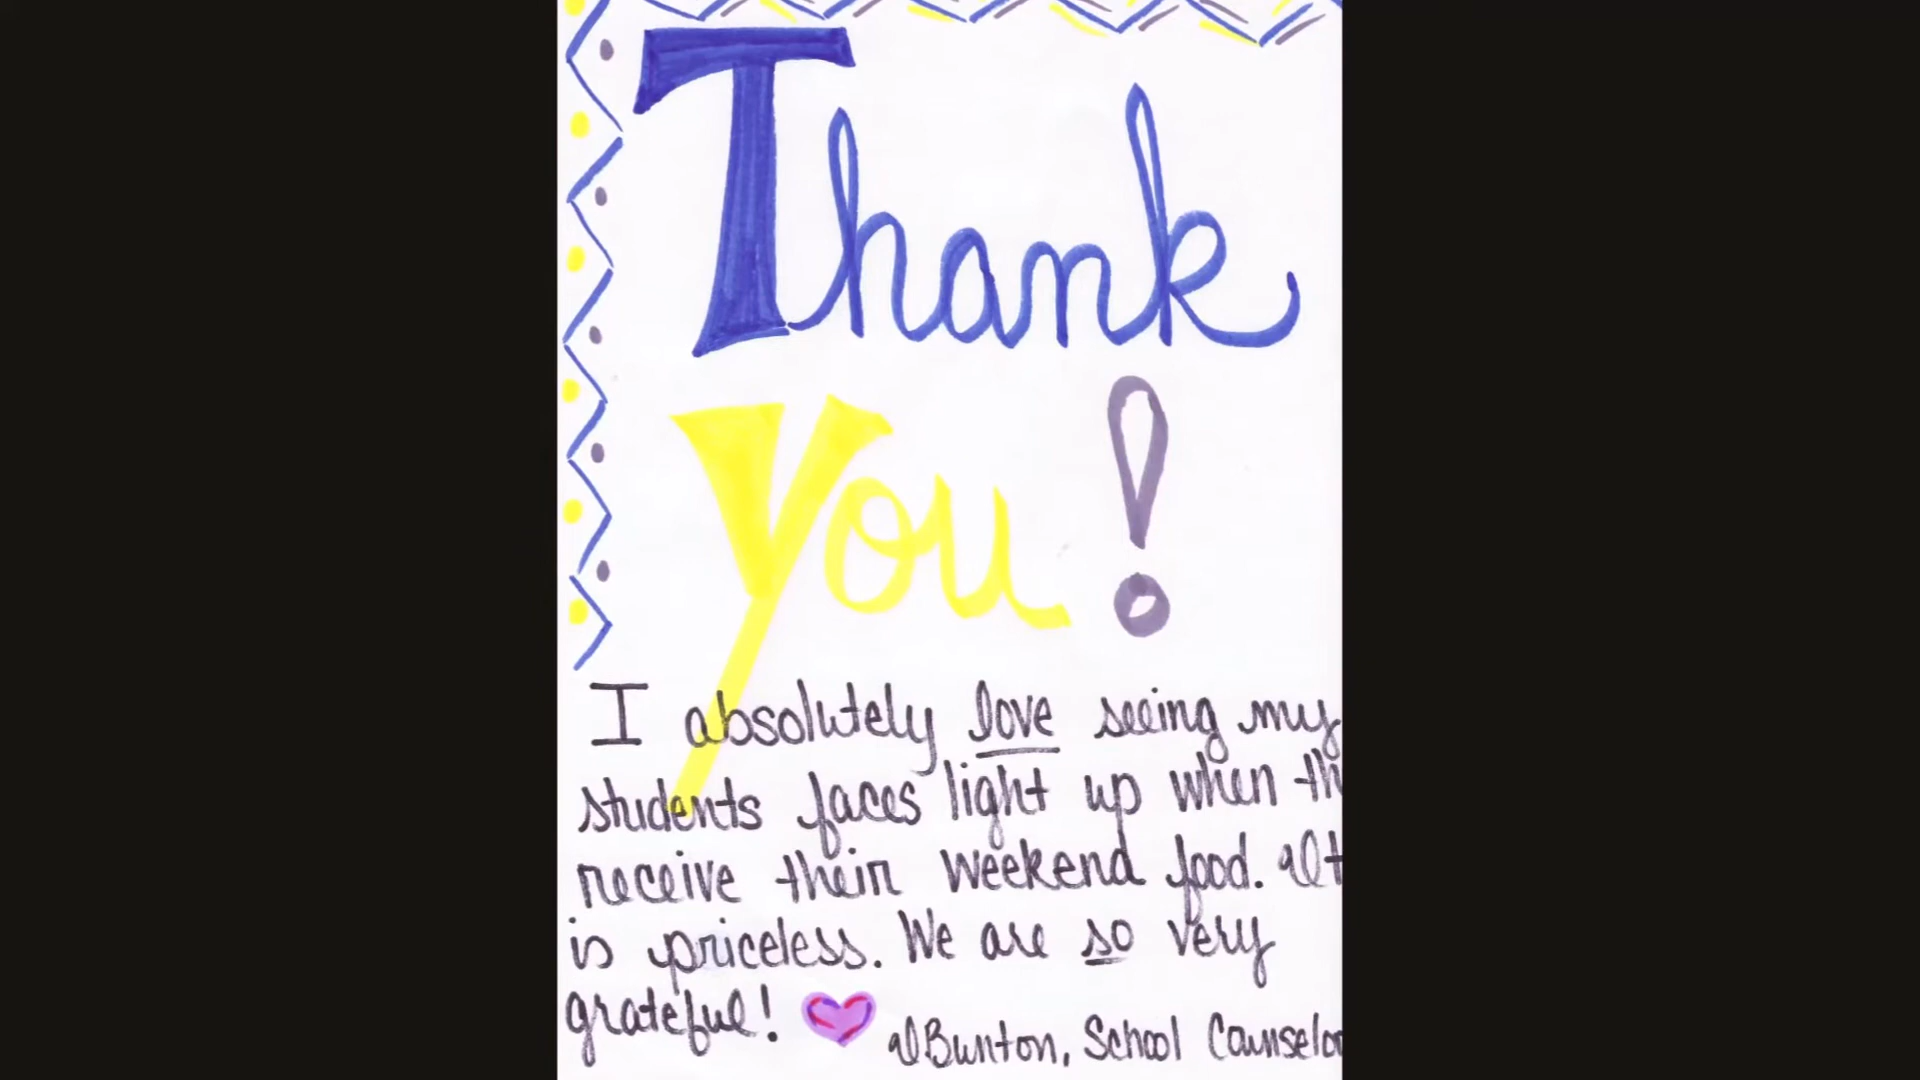 Thank
You!
I absolutely love seeing my
students faces light up when th
receive their weekend food. It
is priceless. We are so very
grateful!
Bunton, School Counselo